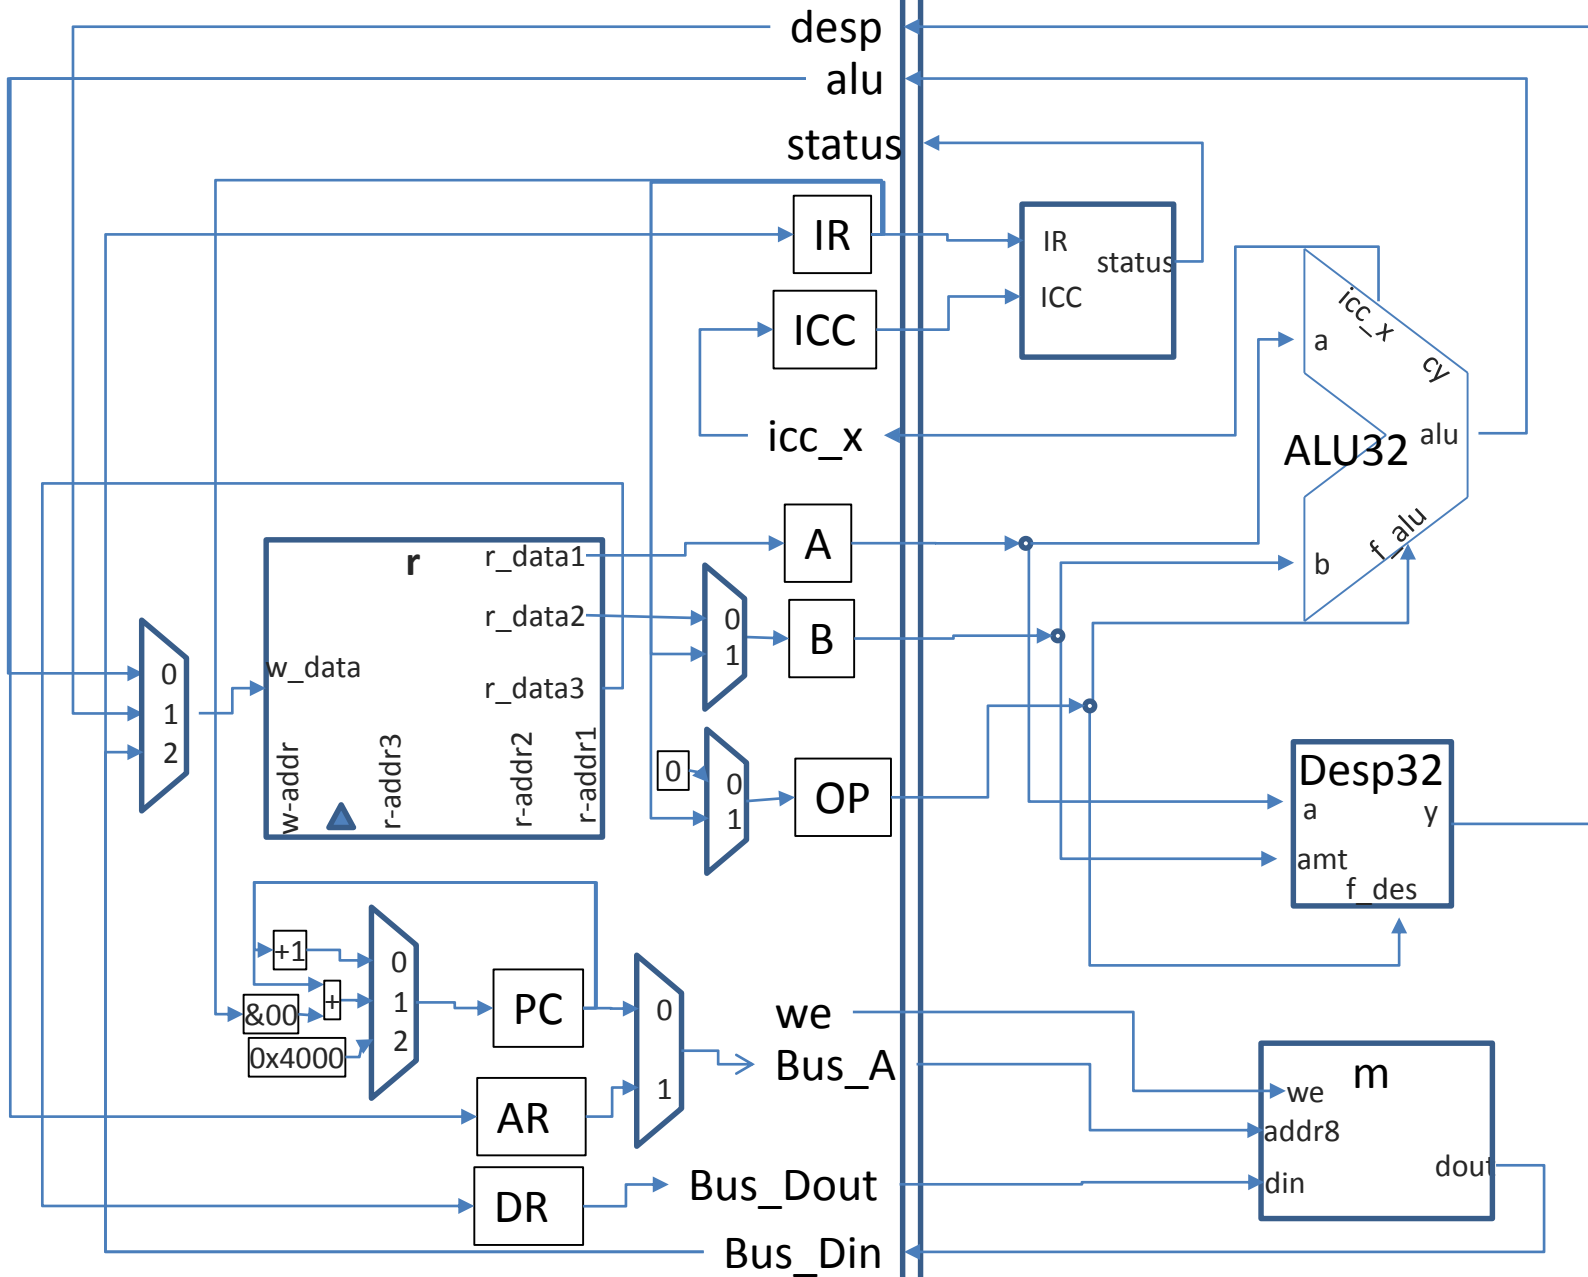 desp
alu
status
IR
IR
status
ICC
ICC
icc_x
a
cy
icc_x
ALU32
alu
f_alu
b
r
r_data1
r_data2
r_data3
w_data
w-addr
r-addr3
r-addr2
r-addr1
0
1
2
A
0
1
B
0
0
1
OP
Desp32
a
y
amt
f_des
+1
+
&00
0x4000
0
1
2
PC
0
1
AR
DR
we
Bus_A
Bus_Dout
Bus_Din
m
we
addr8
din
dout